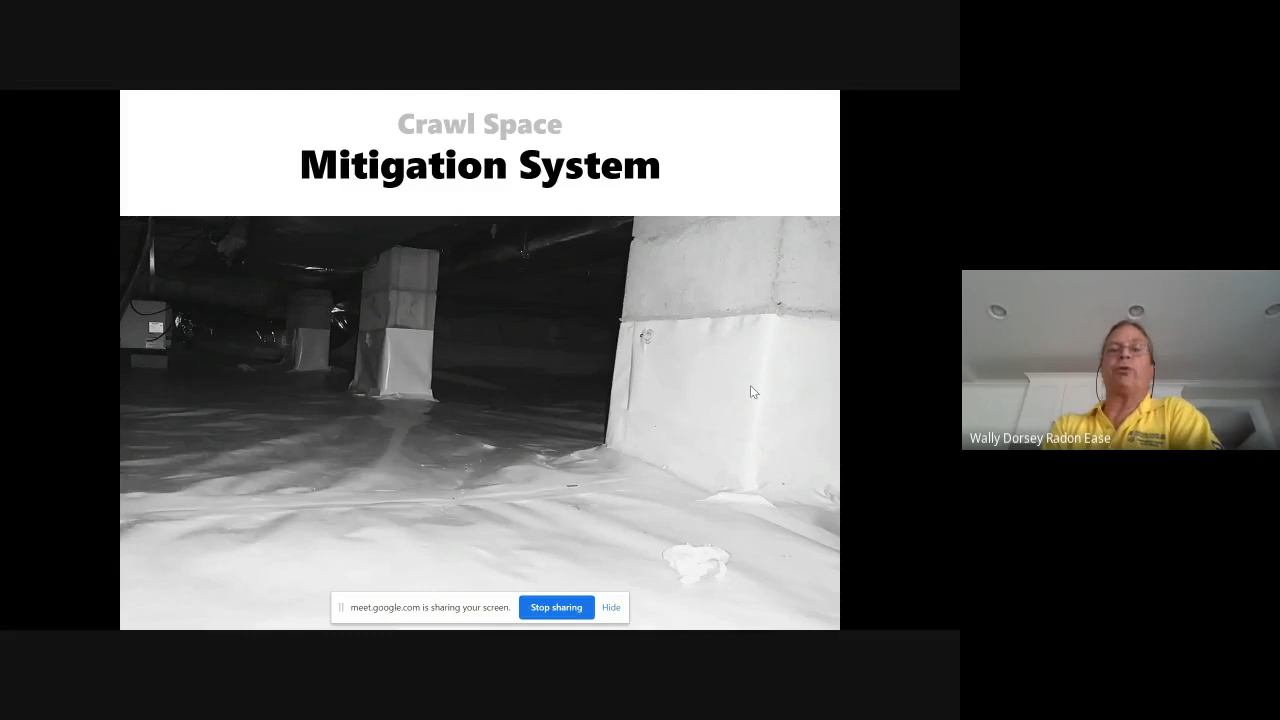 Crawl Space
Mitigation System
meet.google.com is sharing your screen.
Stop sharing
Hide
Wally Dorsey Radon Ease